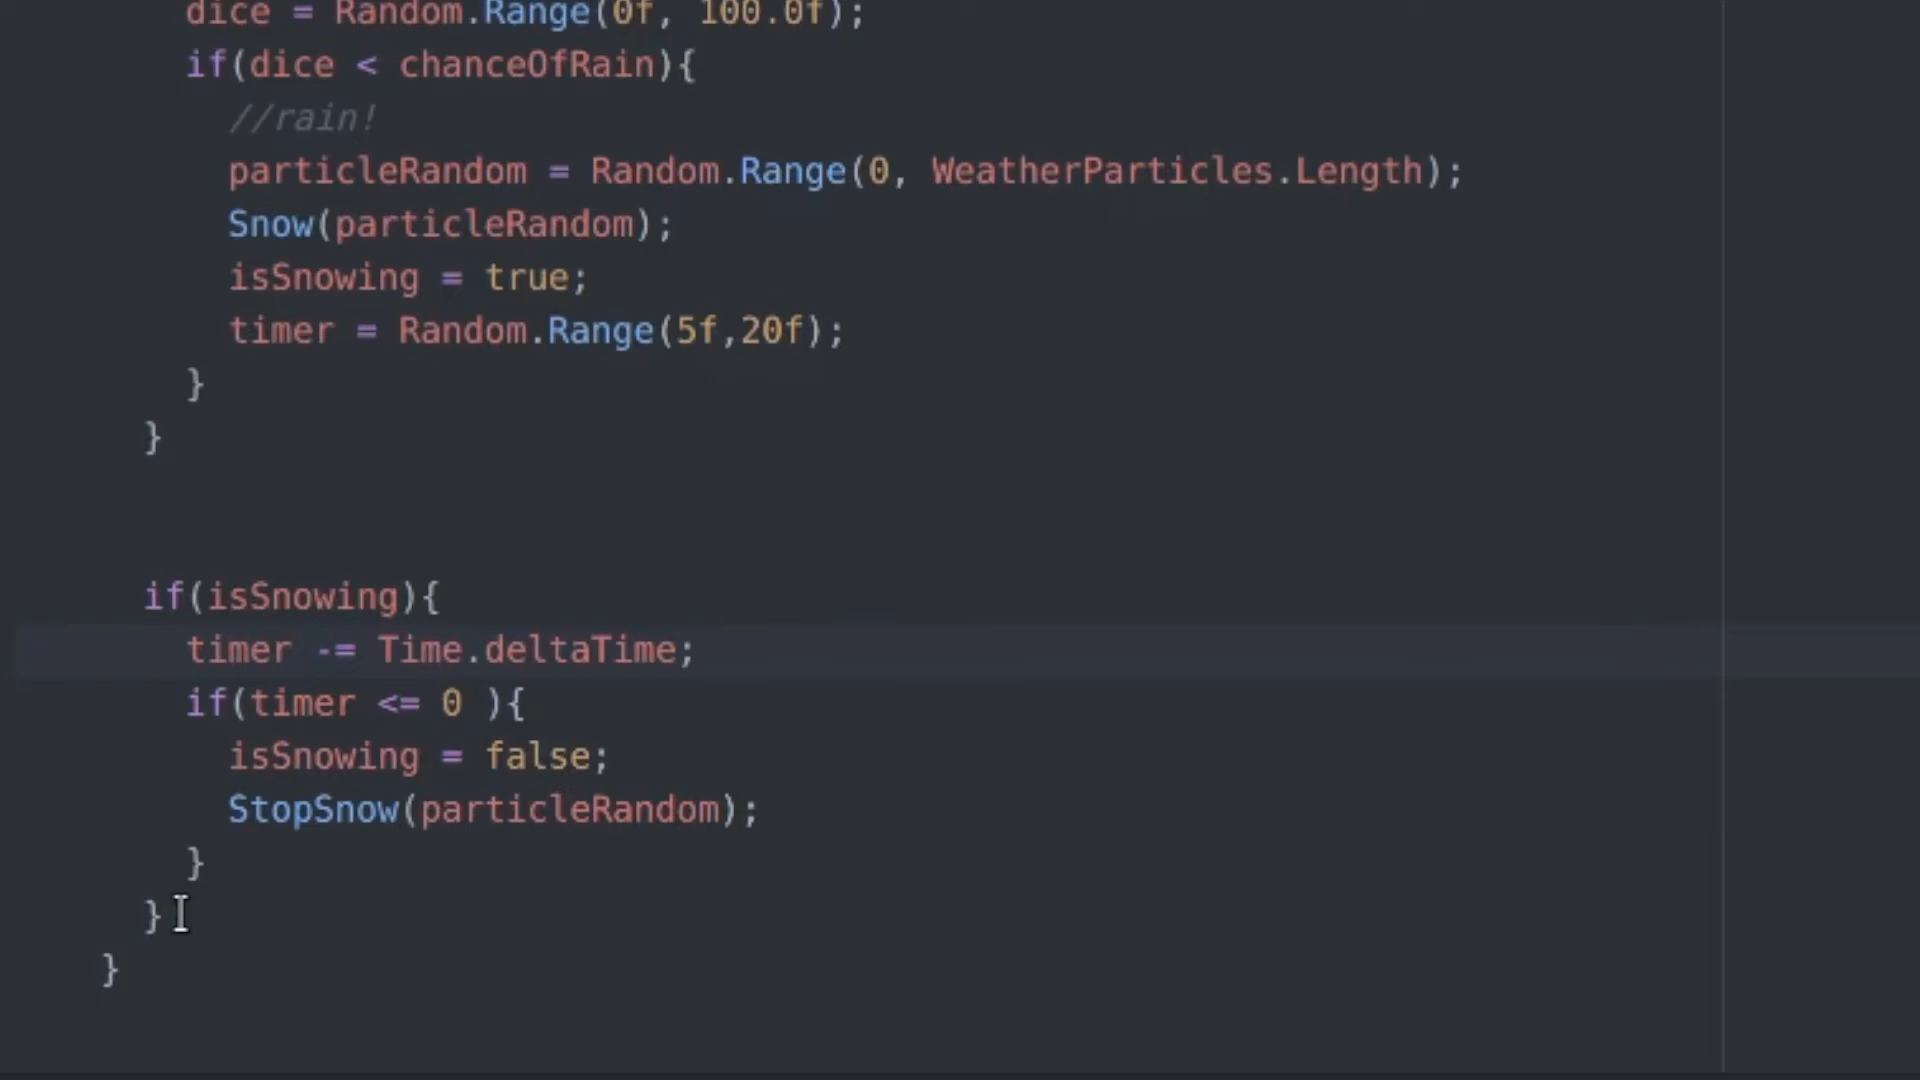 dice = Random.Range(0f, 100.0f);
if(dice < chanceOfRain){
//rain!
particleRandom = Random.Range(0, WeatherParticles.Length);
Snow(particleRandom);
isSnowing = true;
timer = Random.Range(5f,20f);
}
}
if(isSnowing){
timer -= Time.deltaTime;
if(timer <= 0 ){
isSnowing = false;
StopSnow(particleRandom);
}
}
}